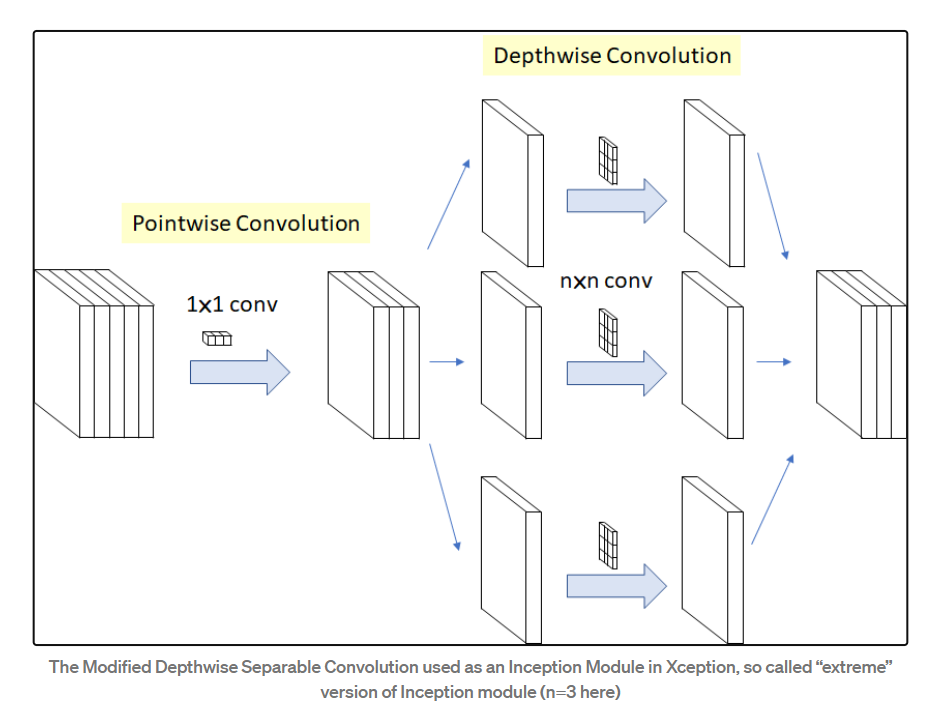 Depthwise Convolution
Pointwise Convolution
1x1 conv
nxn conv
The Modified Depthwise Separable Convolution used as an Inception Module in Xception, so called “extreme”
version of Inception module (n=3 here)